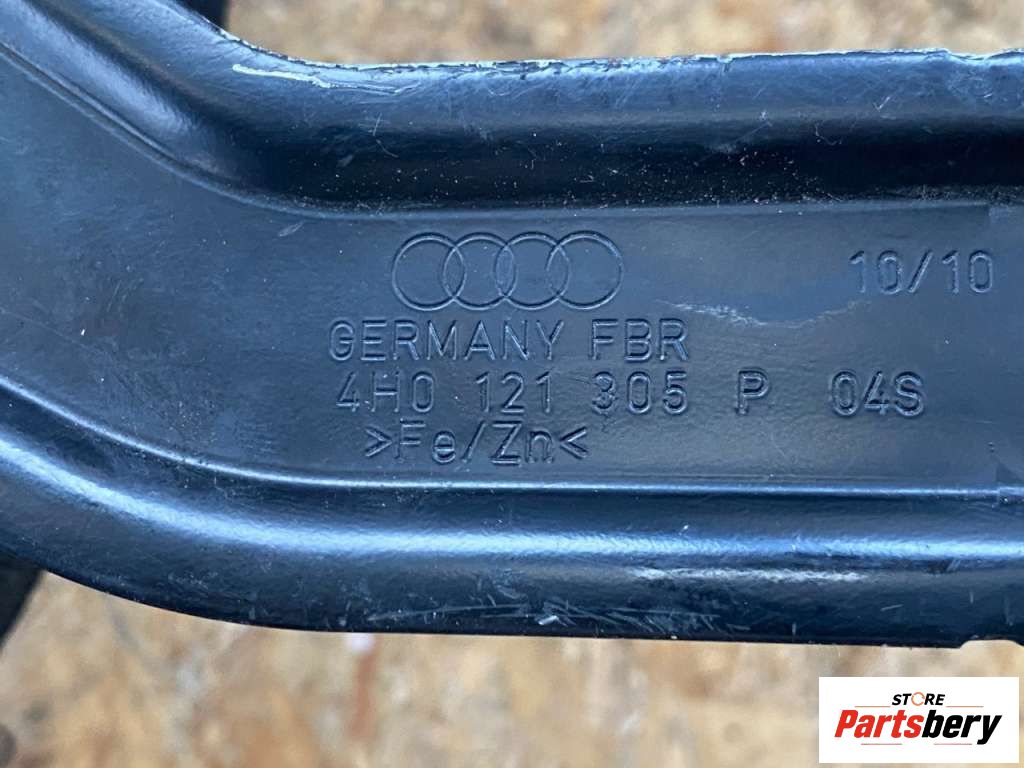 10/10
GERMANY FBR
4H0 121 305 P 04S
>Fe/Zn<
STORE
Partsbery